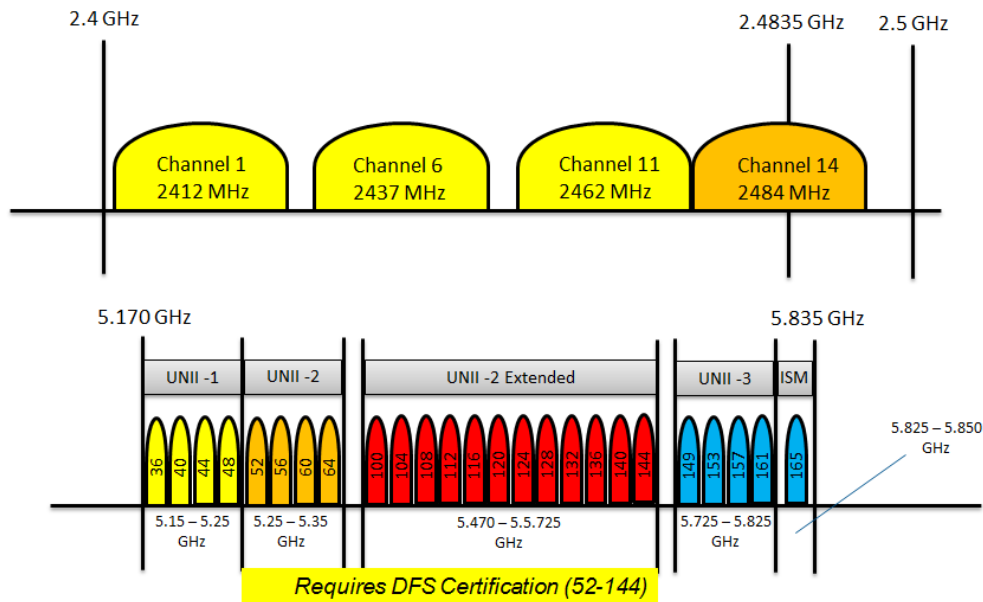 2.4 GHz
2.4835 GHz
2.5 GHz
Channel 1
2412 MHz
Channel 6
2437 MHz
Channel 11
2462 MHz
Channel 14
2484 MHz
5.170 GHz
5.835 GHz
UNII -1
UNII -2
UNII -2 Extended
UNII -3
ISM
36
40
44
48
52
56
60
64
100
104
108
112
116
120
124
128
132
136
140
144
149
153
157
161
165
5.825 – 5.850
GHz
5.15 – 5.25
GHz
5.25 – 5.35
GHz
5.470 – 5.5.725
GHz
5.725 – 5.825
GHz
Requires DFS Certification (52-144)